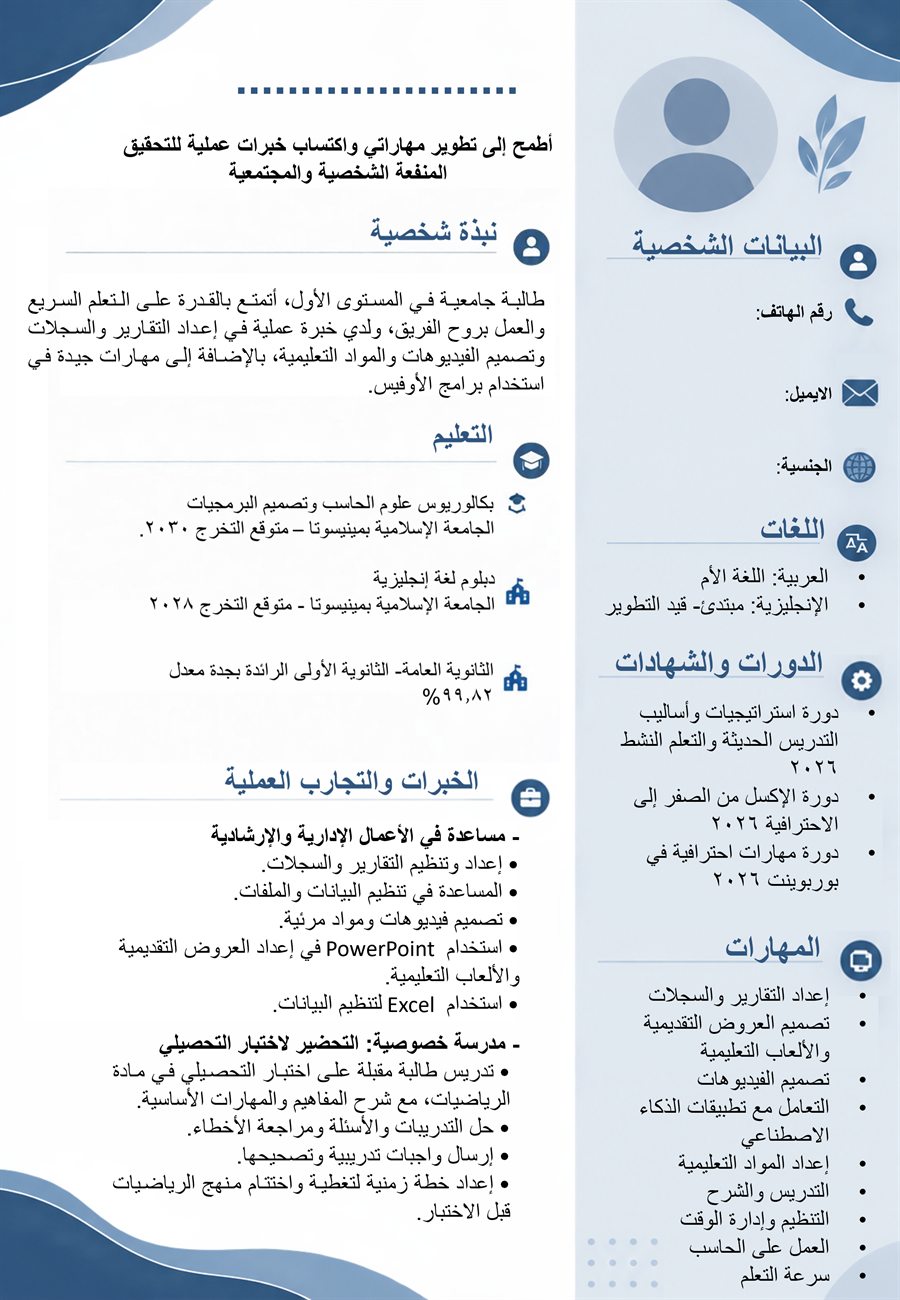 أطمح إلى تطوير مهاراتي واكتساب خبرات عملية للتحقيق
المنفعة الشخصية والمجتمعية
نبذة شخصية
طالبة جامعية في المستوى الأول، أتمتع بالقدرة على التعلم السريع
والعمل بروح الفريق، ولدي خبرة عملية في إعداد التقارير والسجلات
وتصميم الفيديوهات والمواد التعليمية، بالإضافة إلى مهارات جيدة في
استخدام برامج الأوفيس.
التعليم
بكالوريوس علوم الحاسب وتصميم البرمجيات
الجامعة الإسلامية بمينيسوتا – متوقع التخرج ٢٠٣٠.
دبلوم لغة إنجليزية
الجامعة الإسلامية بمينيسوتا - متوقع التخرج ٢٠٢٨
الثانوية العامة- الثانوية الأولى الرائدة بجدة معدل
٩٩,٨٢%
الخبرات والتجارب العملية
- مساعدة في الأعمال الإدارية والإرشادية
• إعداد وتنظيم التقارير والسجلات.
• المساعدة في تنظيم البيانات والملفات.
• تصميم فيديوهات ومواد مرئية.
• استخدام PowerPoint في إعداد العروض التقديمية
والألعاب التعليمية.
• استخدام Excel لتنظيم البيانات.
- مدرسة خصوصية: التحضير لاختبار التحصيلي
• تدريس طالبة مقبلة على اختبار التحصيلي في مادة
الرياضيات، مع شرح المفاهيم والمهارات الأساسية.
• حل التدريبات والأسئلة ومراجعة الأخطاء.
• إرسال واجبات تدريبية وتصحيحها.
• إعداد خطة زمنية لتغطية واختتام منهج الرياضيات
قبل الاختبار.
البيانات الشخصية
رقم الهاتف:
الايميل:
الجنسية:
اللغات
• العربية: اللغة الأم
• الإنجليزية: مبتدئ- قيد التطوير
الدورات والشهادات
• دورة استراتيجيات وأساليب
التدريس الحديثة والتعلم النشط
٢٠٢٦
• دورة الإكسل من الصفر إلى
الاحترافية ٢٠٢٦
• دورة مهارات احترافية في
بوربوينت ٢٠٢٦
المهارات
• إعداد التقارير والسجلات
• تصميم العروض التقديمية
والألعاب التعليمية
• تصميم الفيديوهات
• التعامل مع تطبيقات الذكاء
الاصطناعي
• إعداد المواد التعليمية
• التدريس والشرح
• التنظيم وإدارة الوقت
• العمل على الحاسب
• سرعة التعلم